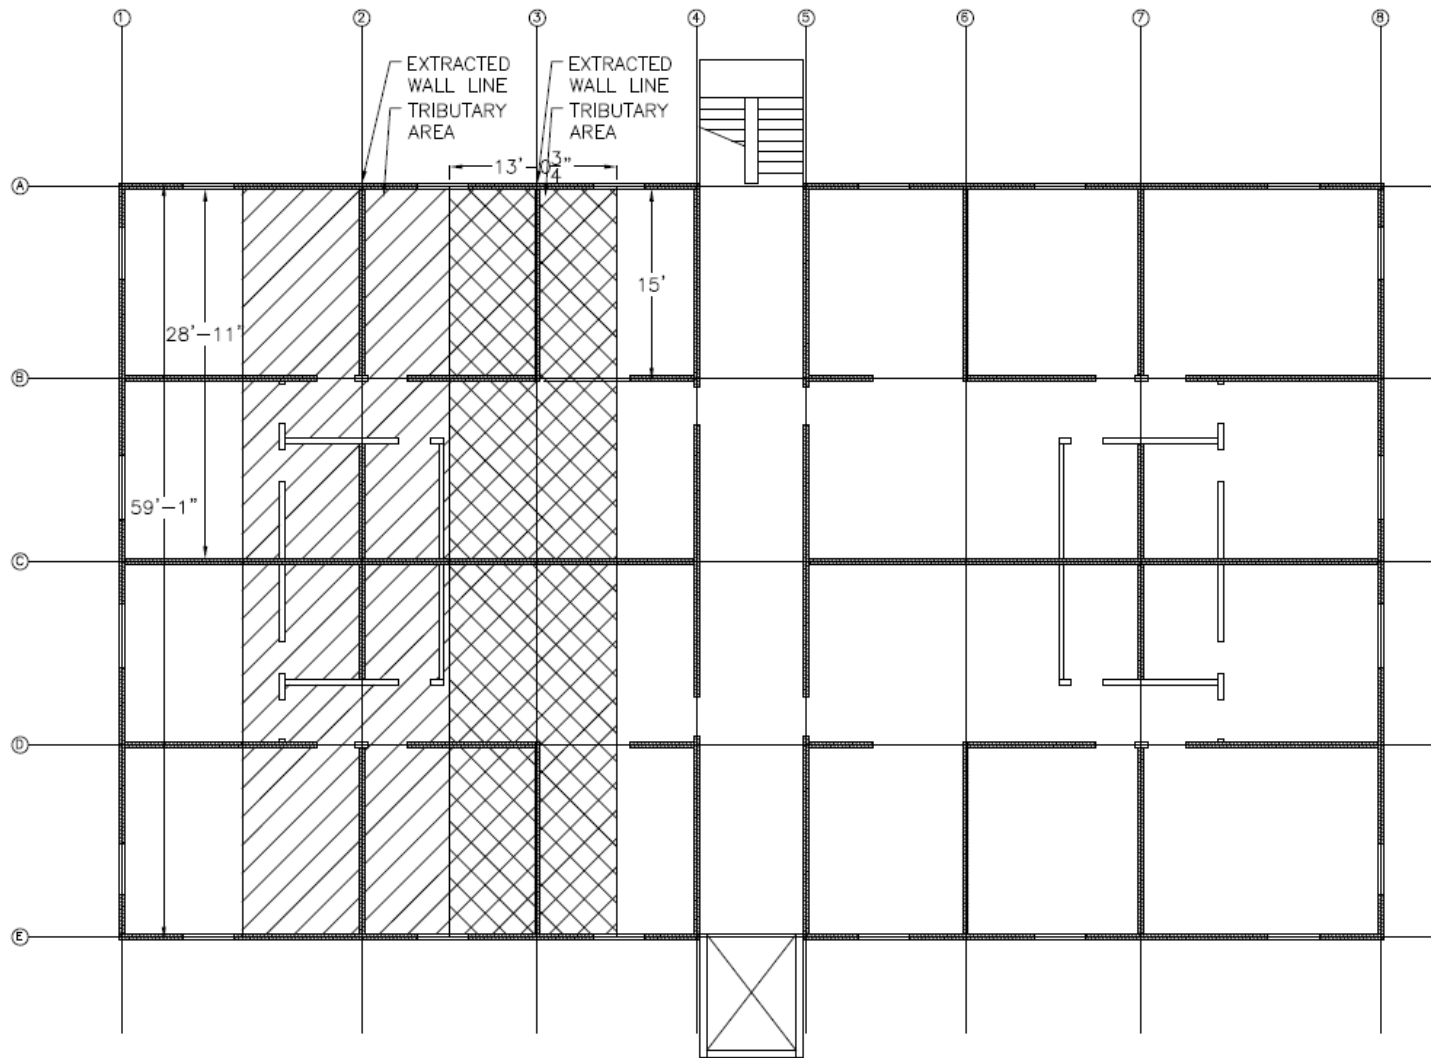 1 2 3 4 5 6 7 8
EXTRACTED EXTRACTED
WALL LINE WALL LINE
TRIBUTARY TRIBUTARY
AREA AREA
13'-0 3/4"
A
15'
28'-11"
B
59'-1"
C
D
E